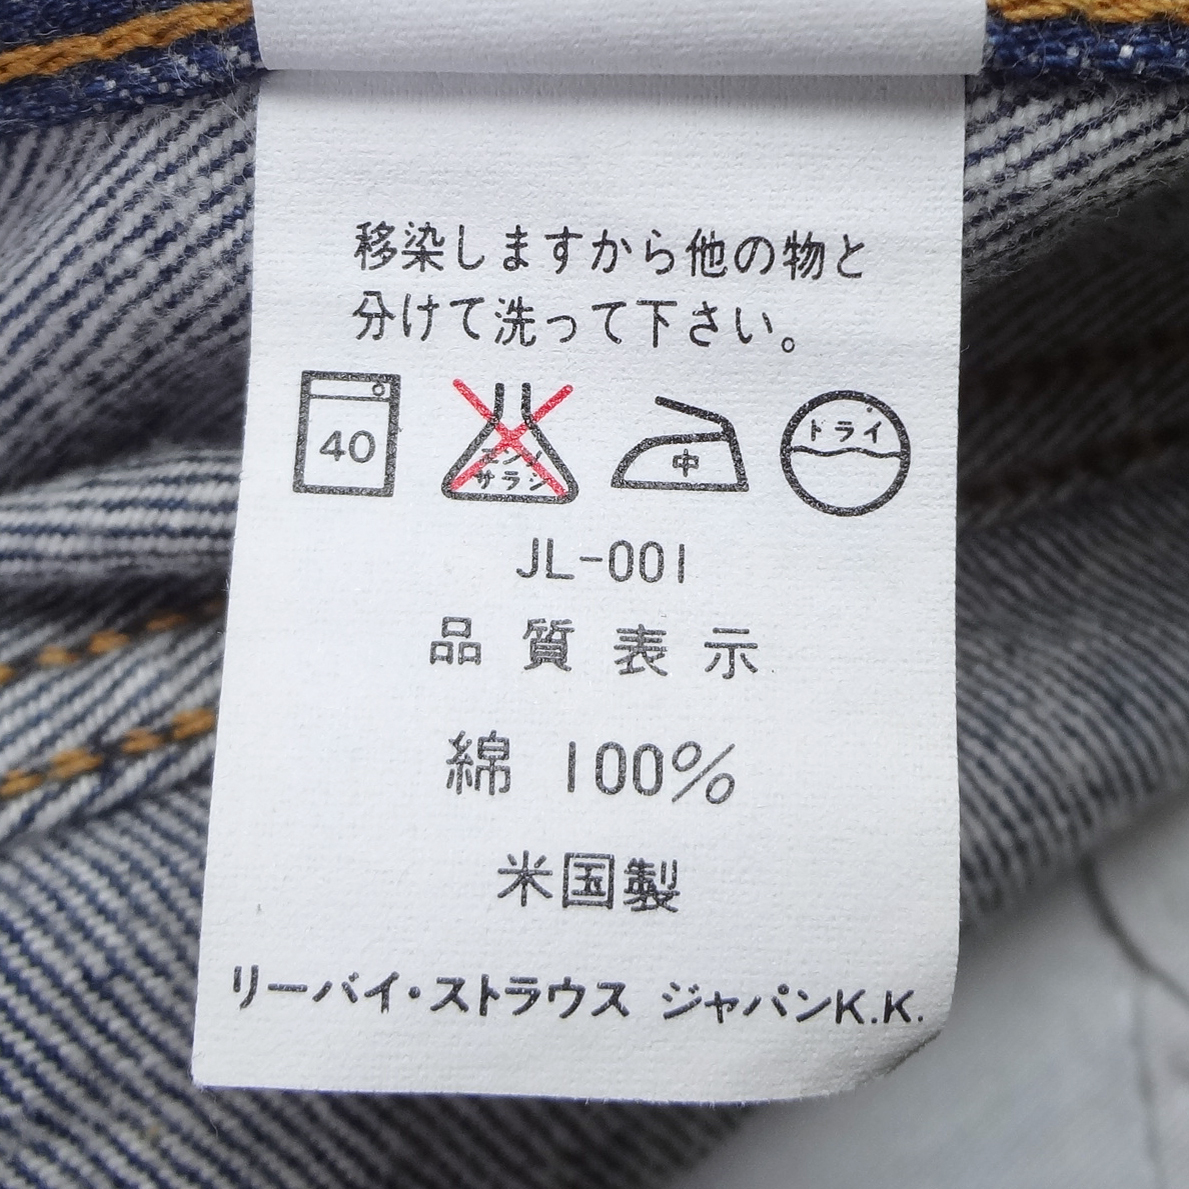 移染しますから他の物と
分けて洗って下さい。
40
エンソ
サラシ
中
ドライ
JL-001
品質表示
綿 100%
米国製
リーバイ・ストラウス ジャパンK.K.